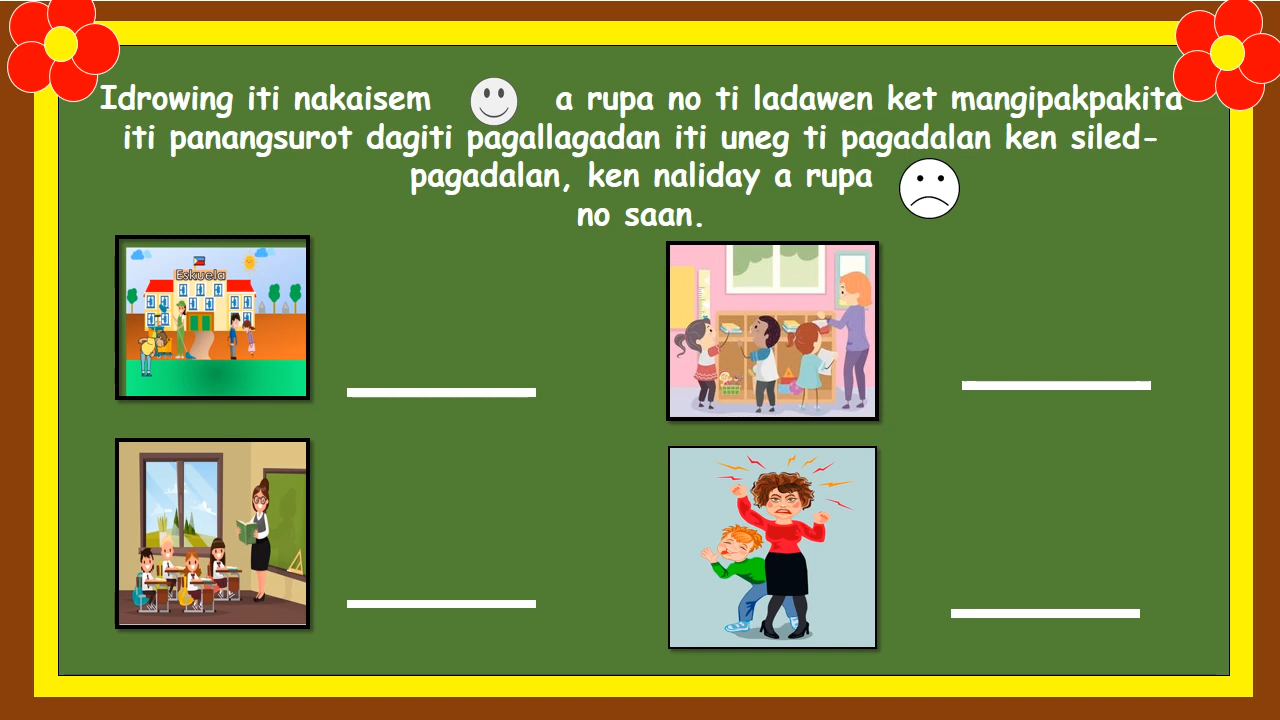 Idrowing iti nakaisem a rupa no ti ladawen ket mangipakpakita
iti panangsurot dagiti pagallagadan iti uneg ti pagadalan ken siled-
pagadalan, ken naliday a rupa
no saan.
Eskuela